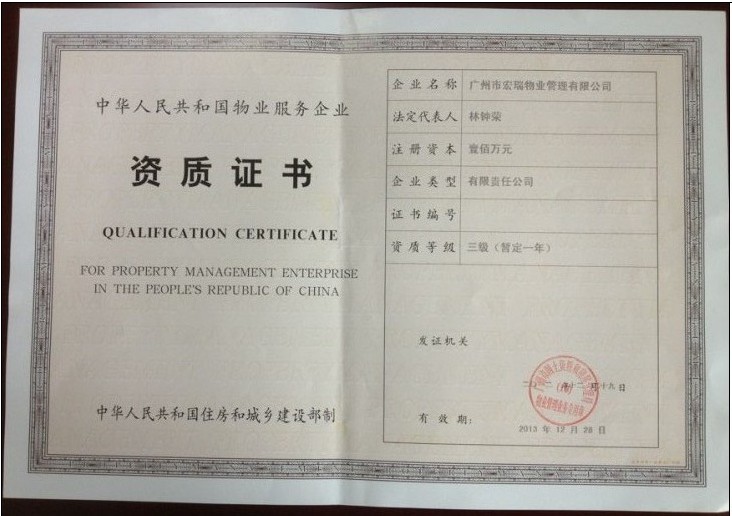 中华人民共和国物业服务企业
资质证书
QUALIFICATION CERTIFICATE
FOR PROPERTY MANAGEMENT ENTERPRISE
IN THE PEOPLE'S REPUBLIC OF CHINA
中华人民共和国住房和城乡建设部制
企业名称 广州市宏瑞物业管理有限公司
法定代表人 林钟荣
注册资本 壹佰万元
企业类型 有限责任公司
证书编号
资质等级 三级（暂定一年）
发证机关
十二月 十九 日
有效期：
2013 年 12 月 28 日